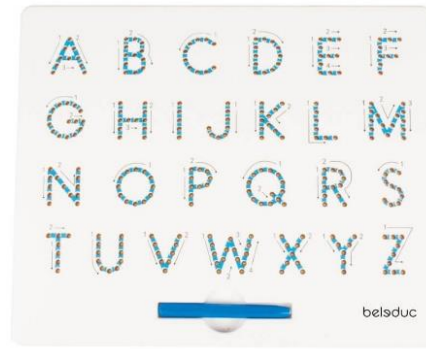 A B C D E F
G H I J K L M
N O P Q R S
T U V W X Y Z
beleduc